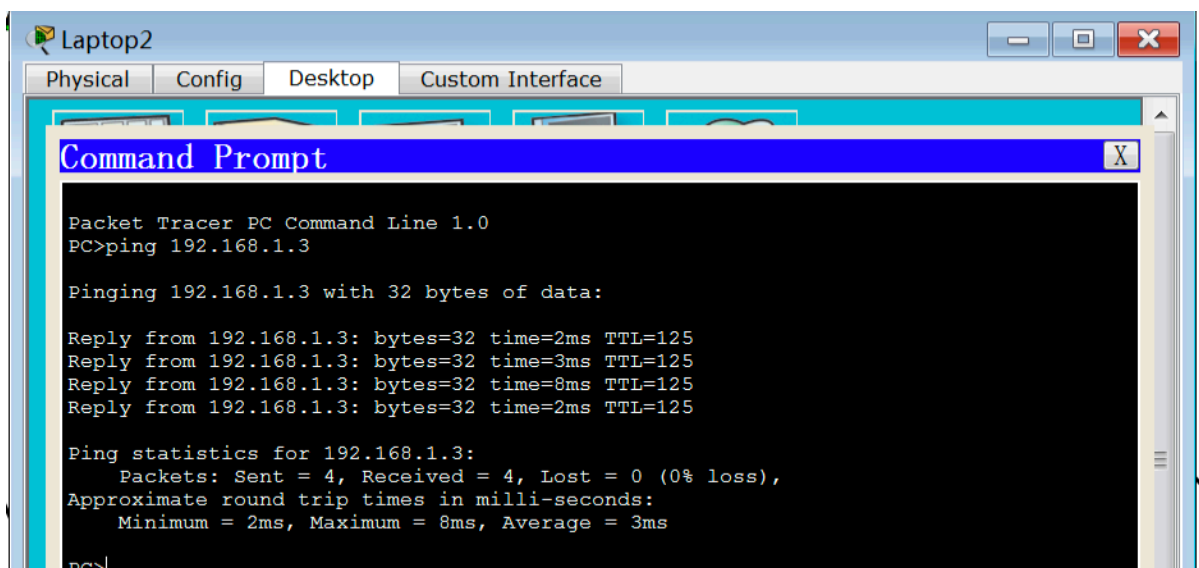 Laptop2
Physical Config Desktop Custom Interface
Command Prompt X
Packet Tracer PC Command Line 1.0
PC>ping 192.168.1.3
Pinging 192.168.1.3 with 32 bytes of data:
Reply from 192.168.1.3: bytes=32 time=2ms TTL=125
Reply from 192.168.1.3: bytes=32 time=3ms TTL=125
Reply from 192.168.1.3: bytes=32 time=8ms TTL=125
Reply from 192.168.1.3: bytes=32 time=2ms TTL=125
Ping statistics for 192.168.1.3:
Packets: Sent = 4, Received = 4, Lost = 0 (0% loss),
Approximate round trip times in milli-seconds:
Minimum = 2ms, Maximum = 8ms, Average = 3ms
PC>